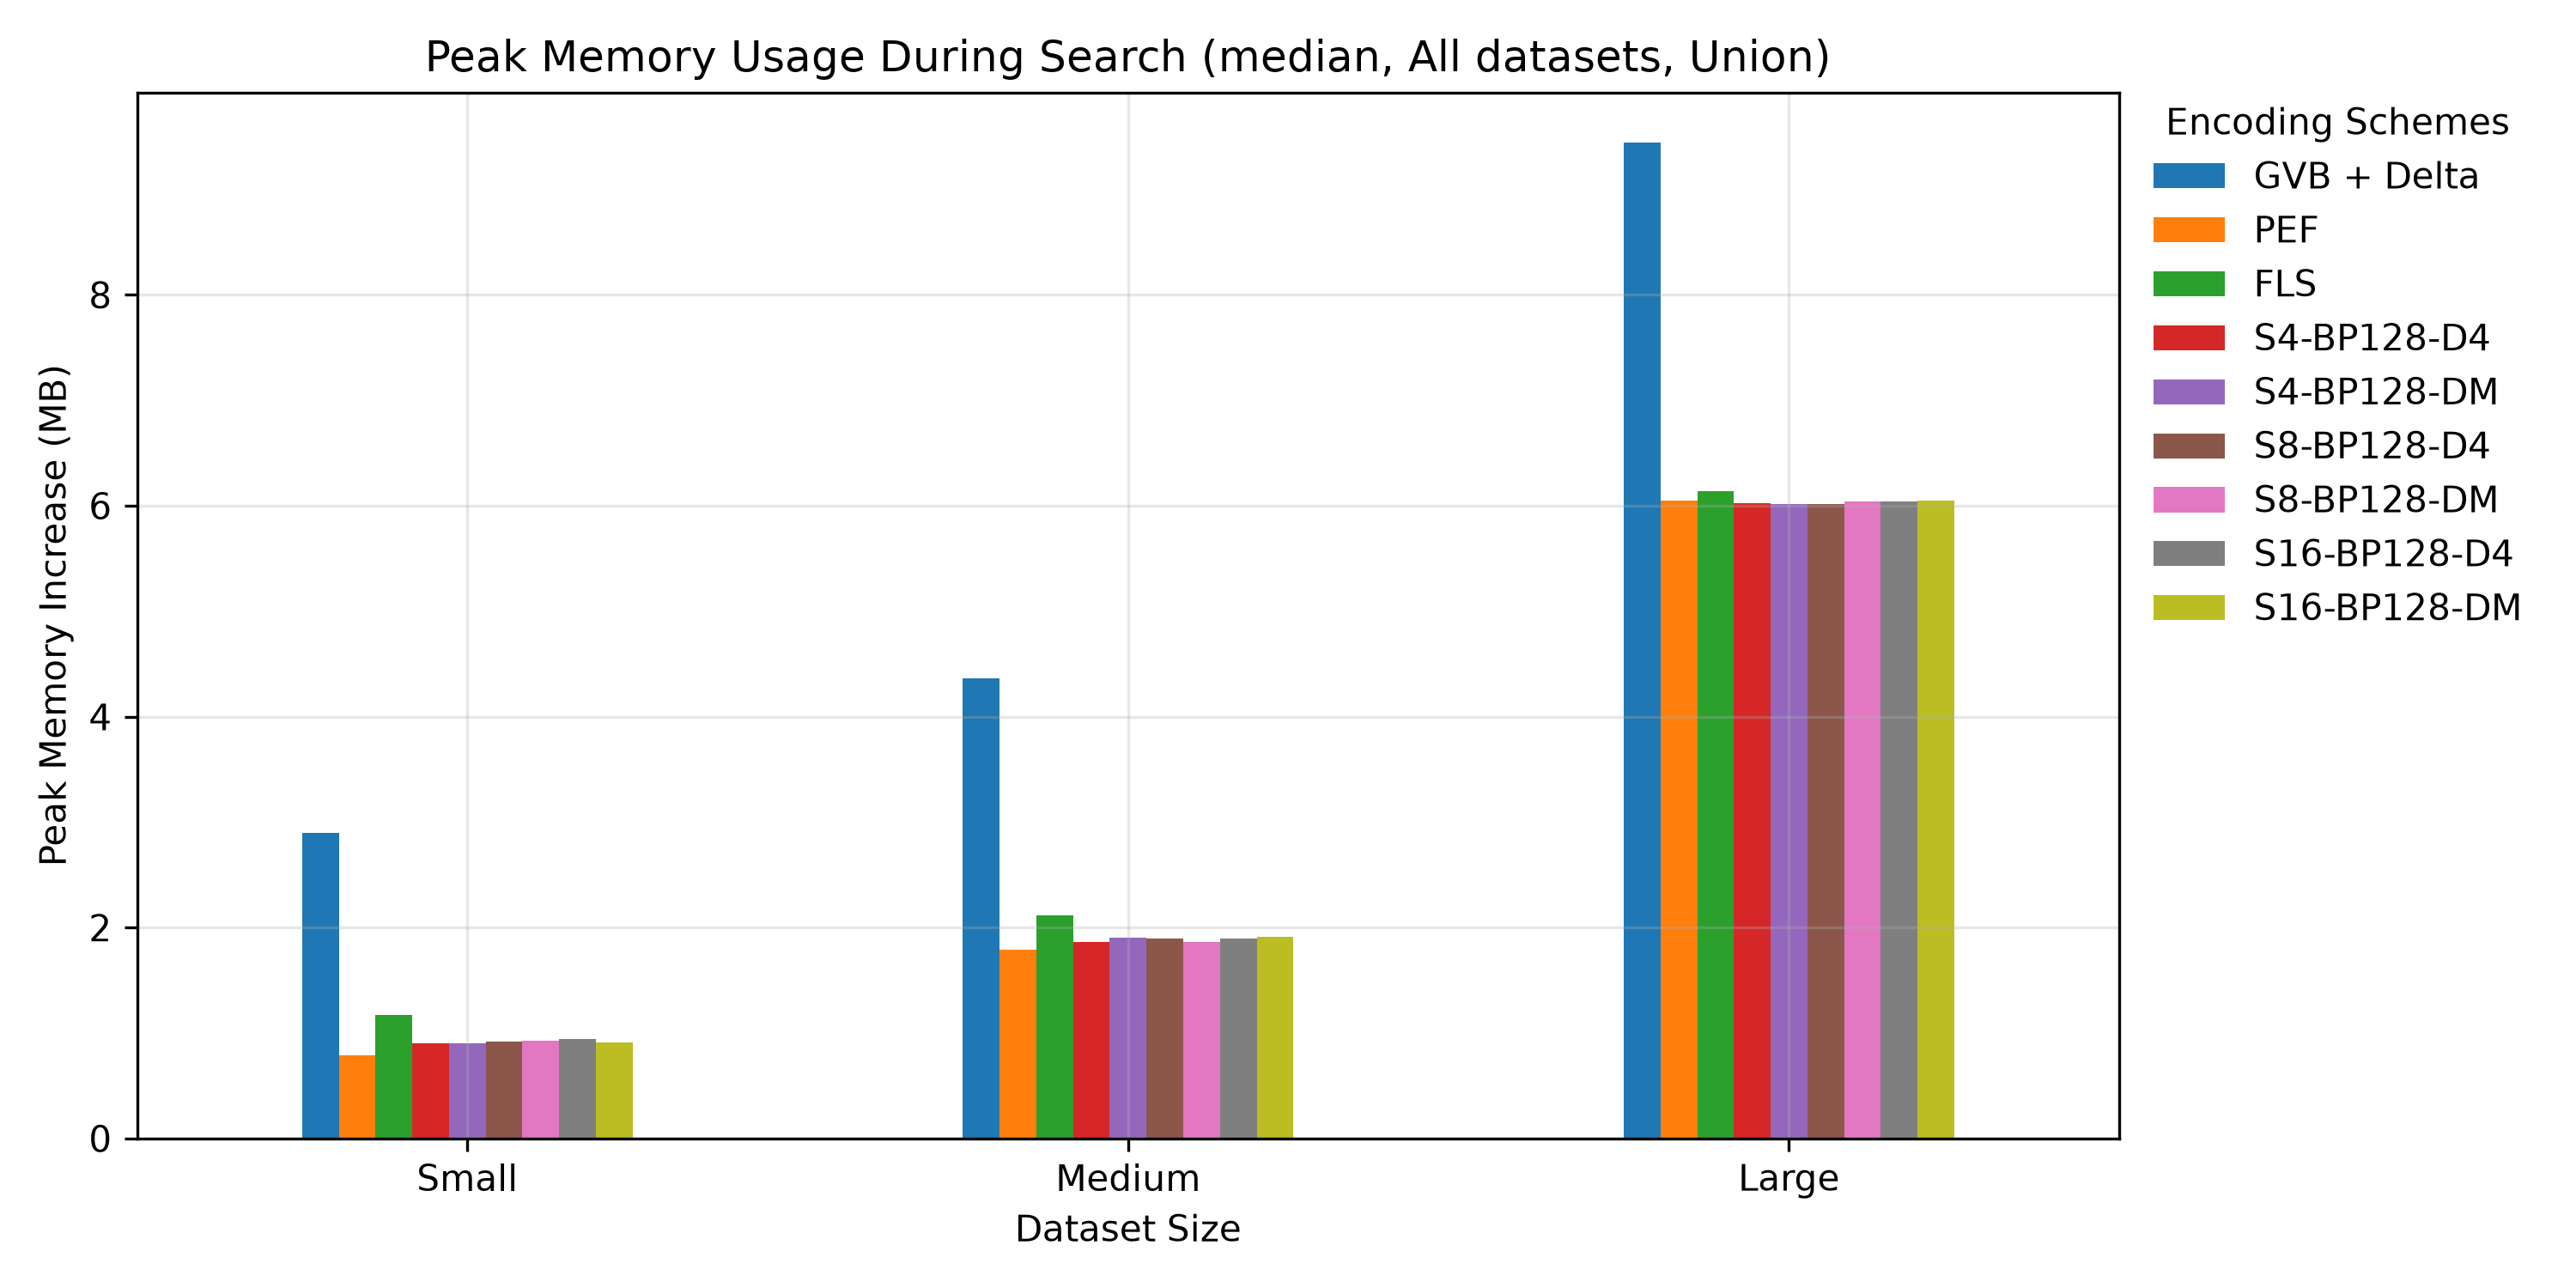 Peak Memory Usage During Search (median, All datasets, Union)
Peak Memory Increase (MB)
8
6
4
2
0
Small
Medium
Large
Dataset Size
Encoding Schemes
GVB + Delta
PEF
FLS
S4-BP128-D4
S4-BP128-DM
S8-BP128-D4
S8-BP128-DM
S16-BP128-D4
S16-BP128-DM